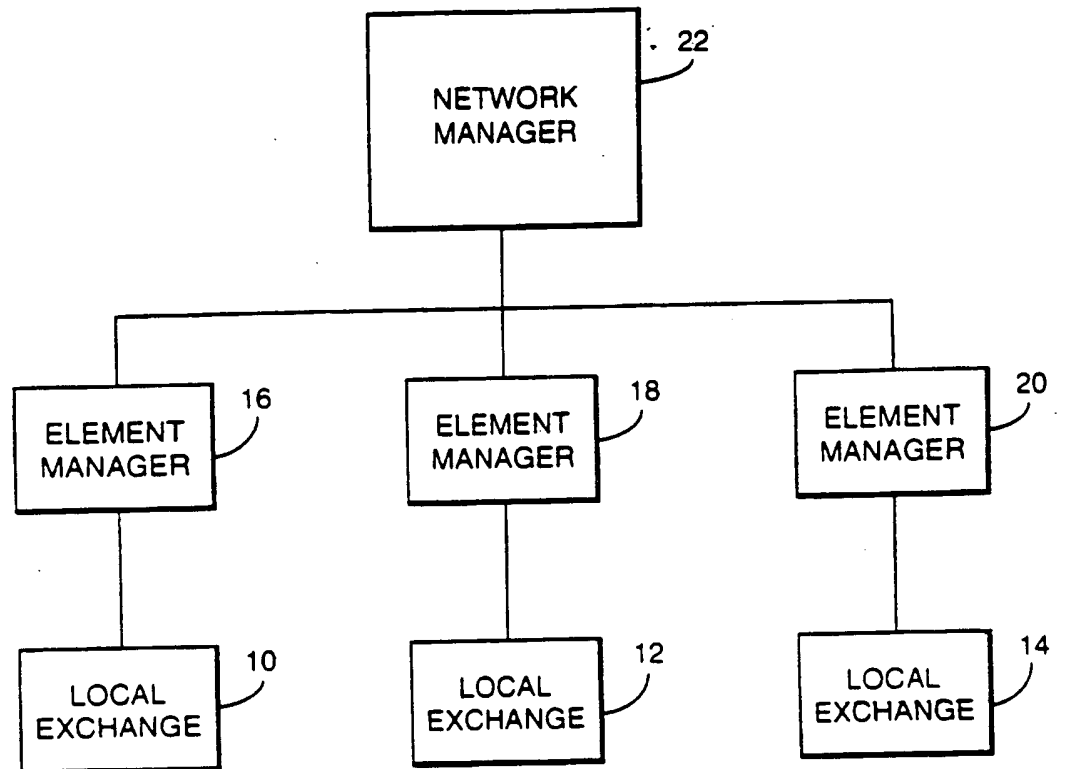 22
NETWORK
MANAGER
16
ELEMENT
MANAGER
18
ELEMENT
MANAGER
20
ELEMENT
MANAGER
10
LOCAL
EXCHANGE
12
LOCAL
EXCHANGE
14
LOCAL
EXCHANGE